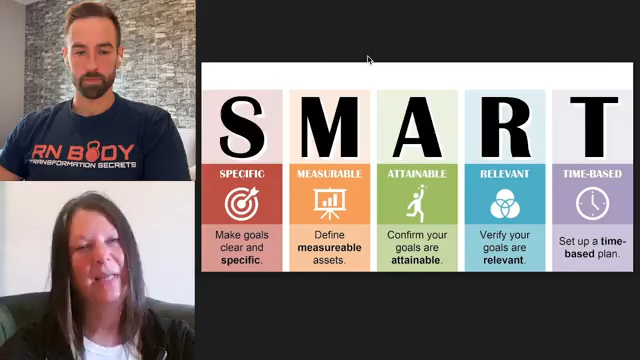 RN BODY
TRANSFORMATION SECRETS
S M A R T
SPECIFIC
Make goals
clear and
specific.
MEASURABLE
Define
measureable
assets.
ATTAINABLE
Confirm your
goals are
attainable.
RELEVANT
Verify your
goals are
relevant.
TIME-BASED
Set up a time-
based plan.